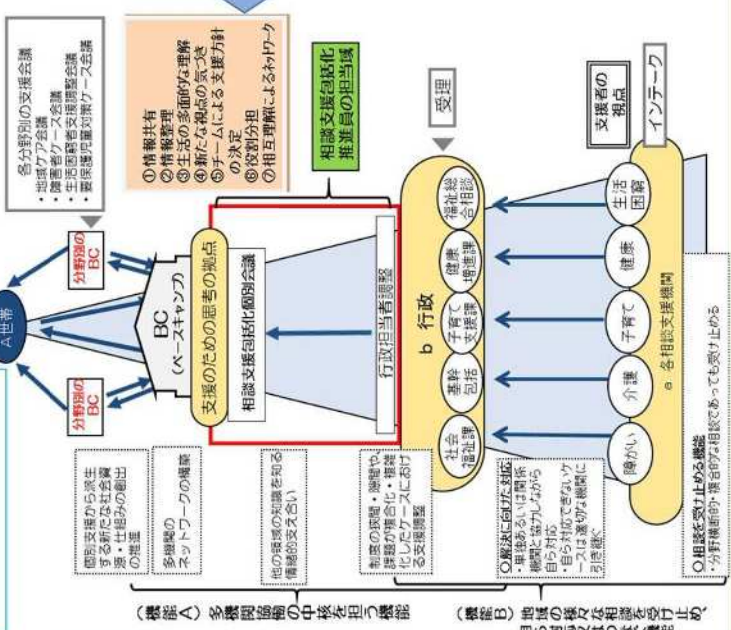 A世帯
各分野別の支援会議
・地域ケア会議
・障害者ケース会議
・生活困窮者支援調整会議
・要保護児童対策ケース会議
分野別の
BC
分野別の
BC
BC
(ベースキャンプ)
支援のための思考の拠点
相談支援包括化個別会議
行政担当者調整
①情報共有
②情報整理
③生活の多面的な理解
④新たな視点の気づき
⑤チームによる支援方針
の決定
⑥役割分担
⑦相互理解によるネットワーク
相談支援包括化
推進員の担当域
個別支援から派生
する新たな社会資
源・仕組みの創出
の推進
多機関の
ネットワークの構築
他の領域の知識を知る
情緒的支え合い
制度の狭間・隙間や、
課題が複合化・複雑
化したケースにおけ
る支援調整
(機能A)多機関協働の中核を担う機能
受理
b 行政
社会
福祉課
基幹
包括
子育て
支援課
健康
増進課
福祉総
合相談
○解決に向けた対応
・単独あるいは関係
機関と協力しながら
自ら対応
・自ら対応できないケ
ースは適切な機関に
引き継ぐ
支援者の
視点
インテーク
障がい
介護
子育て
健康
生活
困窮
a 各相談支援機関
○相談を受け止める機能
・分野横断的・複合的な相談であっても受け止める
(機能B)地域の様々な相談を受け止め、